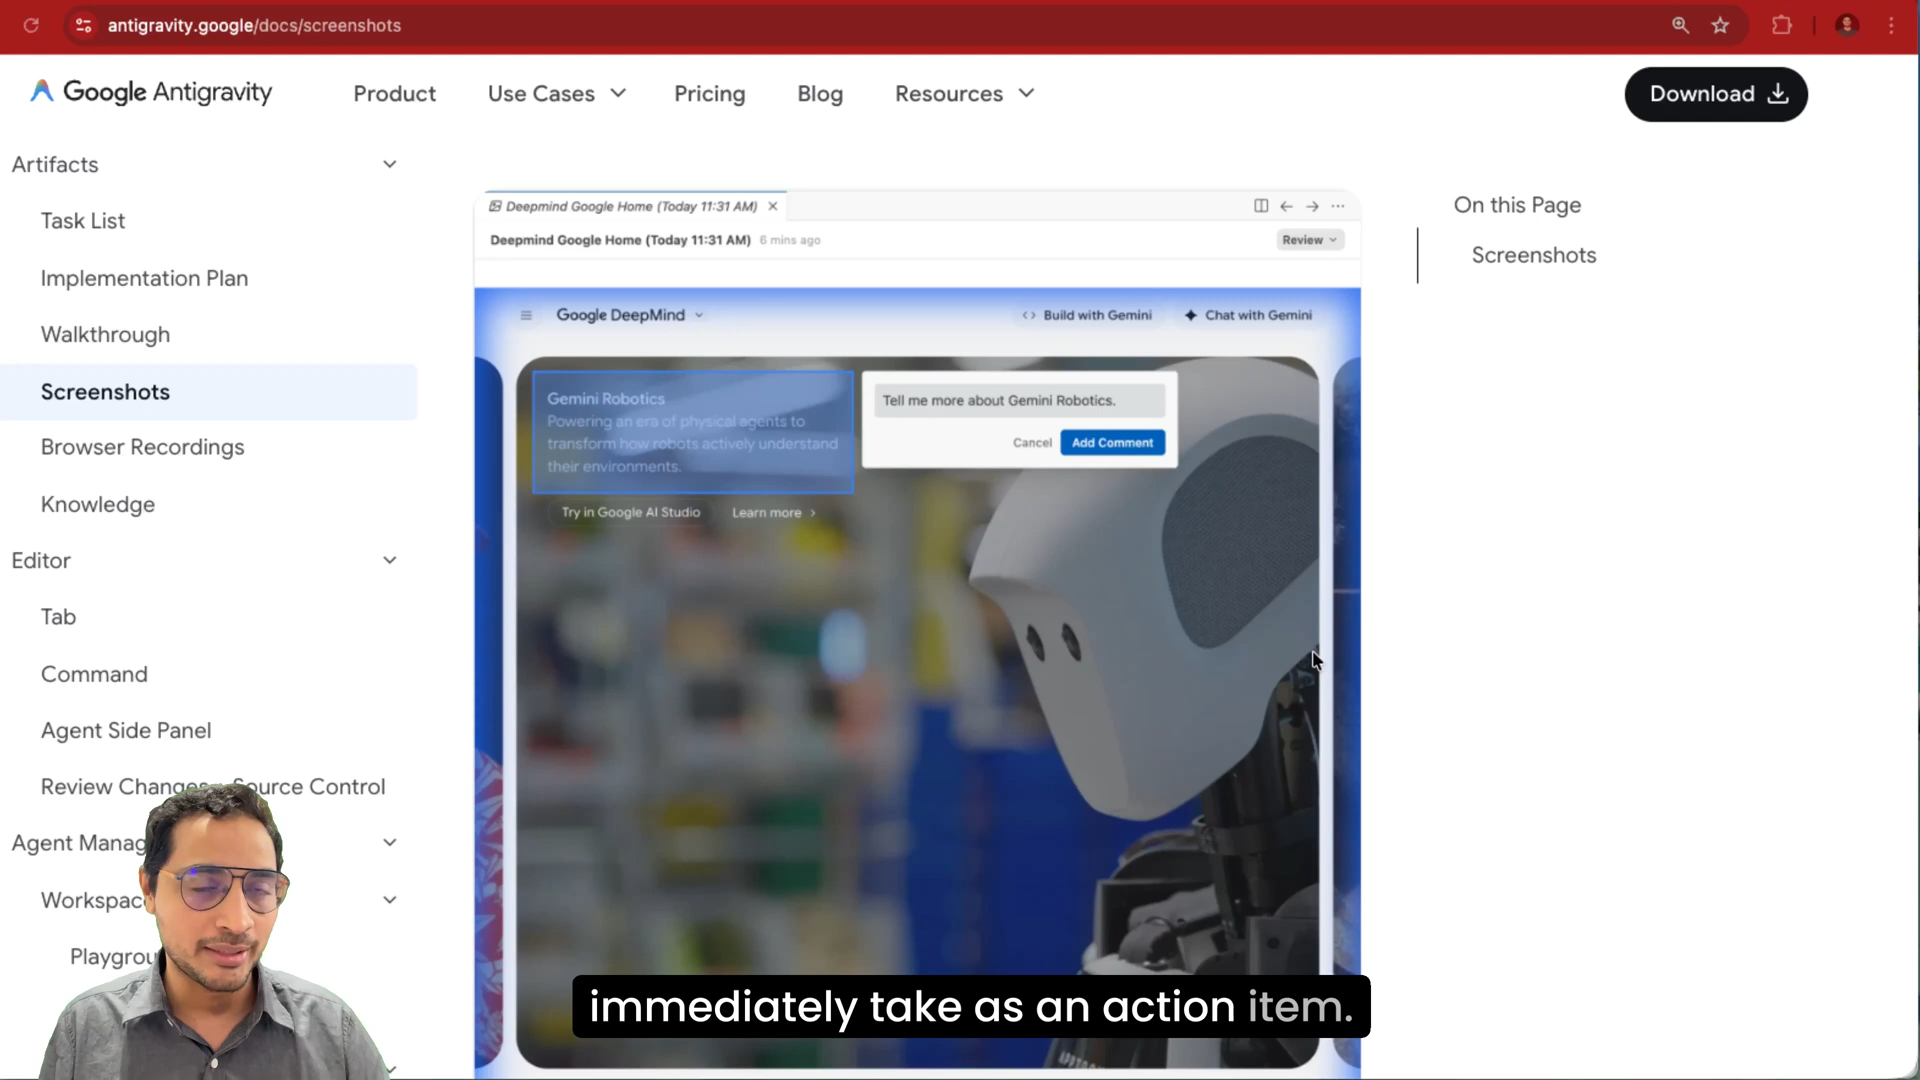 antigravity.google/docs/screenshots
Google Antigravity
Product
Use Cases
Pricing
Blog
Resources
Download
Artifacts
Task List
Implementation Plan
Walkthrough
Screenshots
Browser Recordings
Knowledge
Editor
Tab
Command
Agent Side Panel
Review Changes Source Control
Agent Manag
Workspac
Playgrou
Deepmind Google Home (Today 11:31 AM)
Deepmind Google Home (Today 11:31 AM) 6 mins ago
Review
Google DeepMind
Build with Gemini
Chat with Gemini
Gemini Robotics
Powering an era of physical agents to
transform how robots actively understand
their environments.
Try in Google AI Studio
Learn more
Tell me more about Gemini Robotics.
Cancel
Add Comment
On this Page
Screenshots
immediately take as an action item.